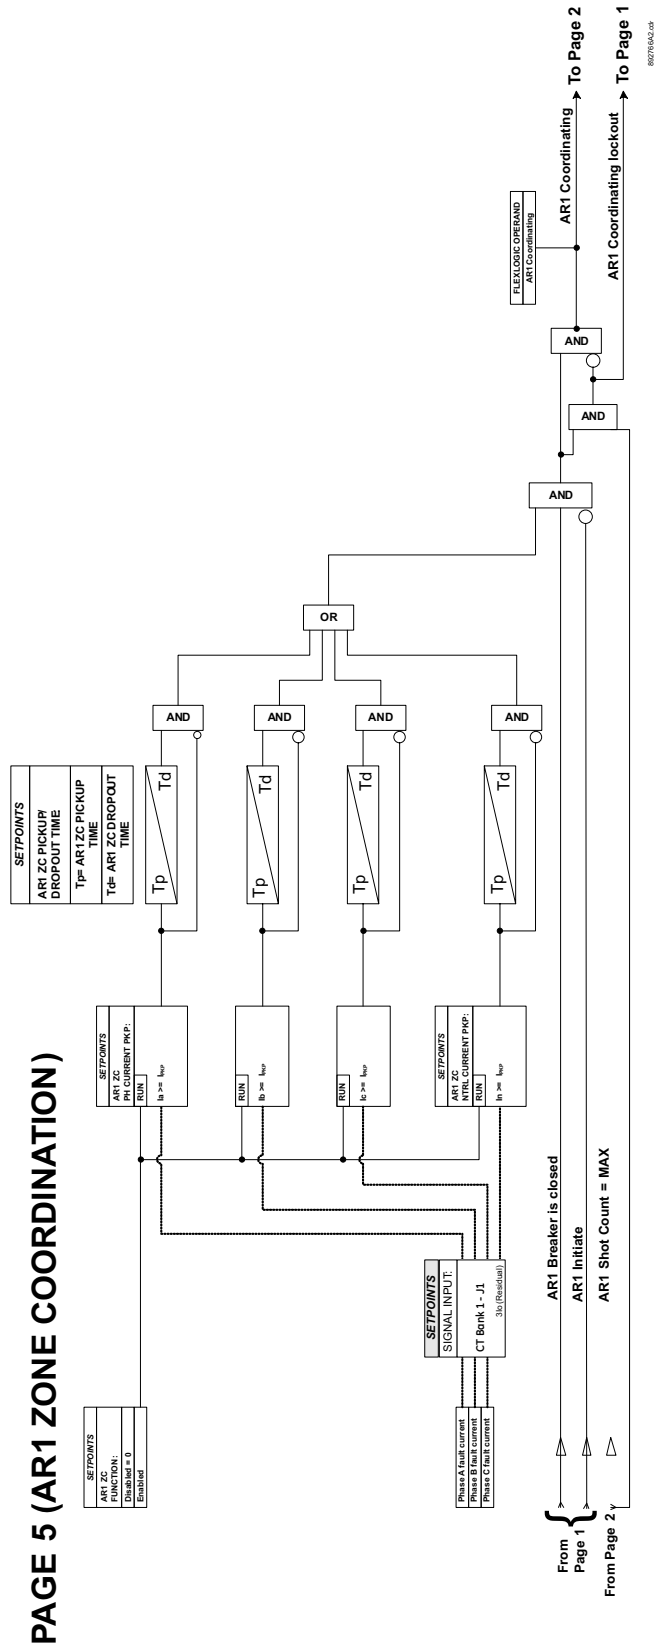 PAGE 5 (AR1 ZONE COORDINATION)
SETPOINTS
AR1 ZC
FUNCTION:
Disabled = 0
Enabled
SETPOINTS
AR1 ZC
PH CURRENT PKP:
RUN
Ia >= IPKP
RUN
Ib >= IPKP
RUN
Ic >= IPKP
SETPOINTS
AR1 ZC
NTRL CURRENT PKP:
RUN
In >= IPKP
SETPOINTS
AR1 ZC PICKUP/
DROPOUT TIME
Tp= AR1 ZC PICKUP
TIME
Td= AR1 ZC DROPOUT
TIME
Tp
Td
Tp
Td
Tp
Td
Tp
Td
AND
AND
AND
AND
OR
SETPOINTS
SIGNAL INPUT:
CT Bank 1 - J1
3Io (Residual)
Phase A fault current
Phase B fault current
Phase C fault current
AND
AND
AND
FLEXLOGIC OPERAND
AR1 Coordinating
AR1 Coordinating
To Page 2
AR1 Coordinating lockout
To Page 1
From
Page 1
From Page 2
AR1 Breaker is closed
AR1 Initiate
AR1 Shot Count = MAX
892766A2.cdr